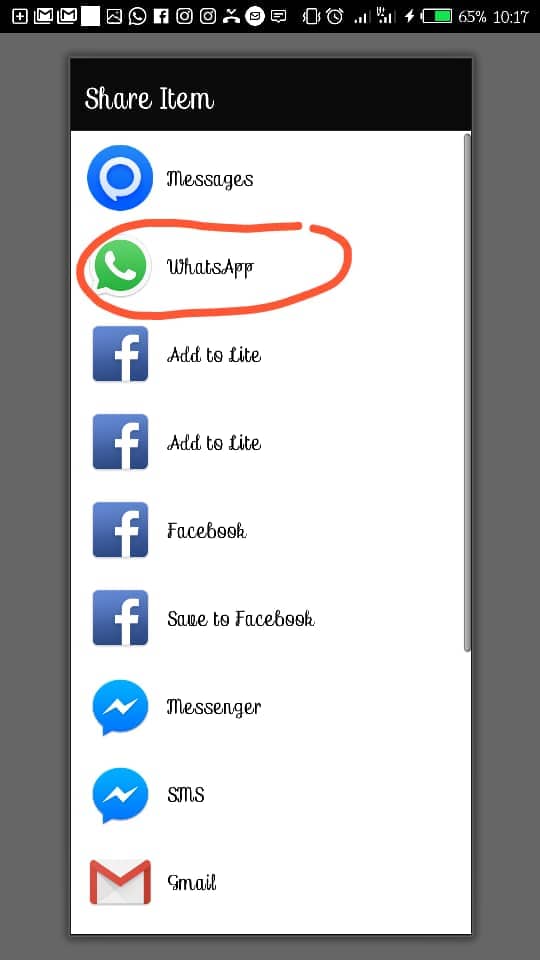 65% 10:17
Share Item
Messages
WhatsApp
Add to Lite
Add to Lite
Facebook
Save to Facebook
Messenger
SMS
Gmail